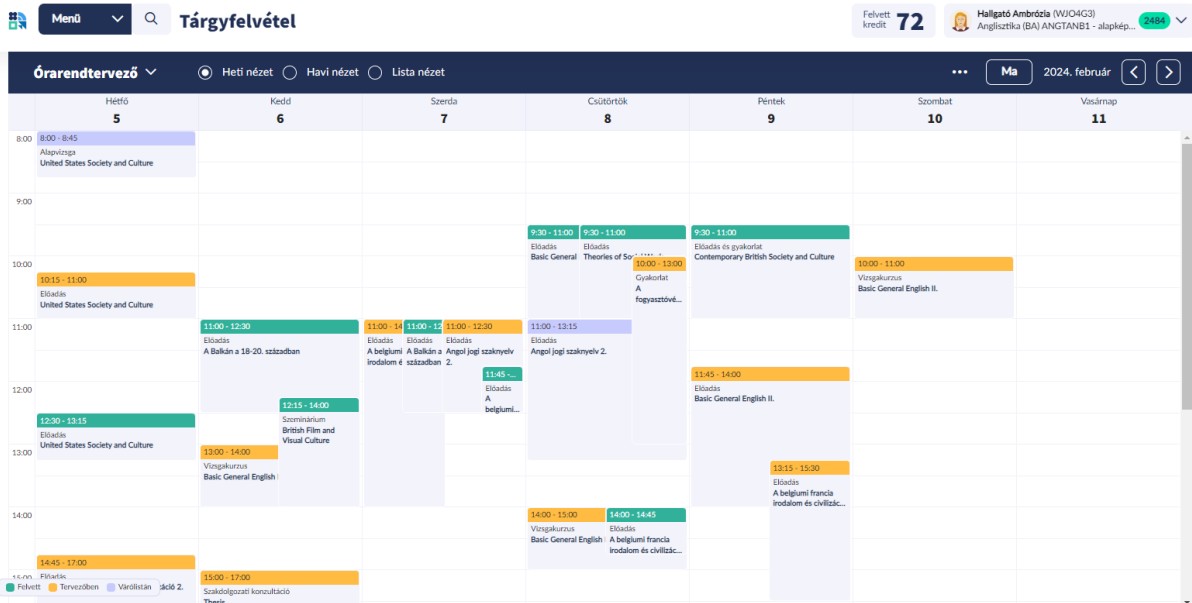 Menü
Tárgyfelvétel
Felvett
kredit
72
Hallgató Ambrózia (WJO4G3)
Anglisztika (BA) ANGTANB1 - alapkép...
2484
Órarendtervező
Heti nézet
Havi nézet
Lista nézet
Ma
2024. február
Hétfő
5
Kedd
6
Szerda
7
Csütörtök
8
Péntek
9
Szombat
10
Vasárnap
11
8:00
9:00
10:00
11:00
12:00
13:00
14:00
15:00
8:00 - 8:45
Alapvizsga
United States Society and Culture
10:15 - 11:00
Előadás
United States Society and Culture
12:30 - 13:15
Előadás
United States Society and Culture
14:45 - 17:00
Előadás
áció 2.
11:00 - 12:30
Előadás
A Balkán a 18-20. században
12:15 - 14:00
Szeminárium
British Film and
Visual Culture
13:00 - 14:00
Vizsgakurzus
Basic General English
15:00 - 17:00
Szakdolgozati konzultáció
Thesis
11:00 - 14
Előadás
A belgiumi
irodalom é
11:00 - 12
Előadás
A Balkán a
században
11:00 - 12:30
Előadás
Angol jogi szaknyelv
2.
11:45 -...
Előadás
A
belgiumi...
9:30 - 11:00
Előadás
Basic General
9:30 - 11:00
Előadás
Theories of
10:00 - 13:00
Gyakorlat
A
fogyasztóvé...
11:00 - 13:15
Előadás
Angol jogi szaknyelv 2.
14:00 - 15:00
Vizsgakurzus
Basic General English
14:00 - 14:45
Előadás
A belgiumi francia
irodalom és civilizác...
9:30 - 11:00
Előadás és gyakorlat
Contemporary British Society and Culture
11:45 - 14:00
Előadás
Basic General English II.
13:15 - 15:30
Előadás
A belgiumi francia
irodalom és civilizác...
10:00 - 11:00
Vizsgakurzus
Basic General English II.
Felvett
Tervezőben
Várólistán